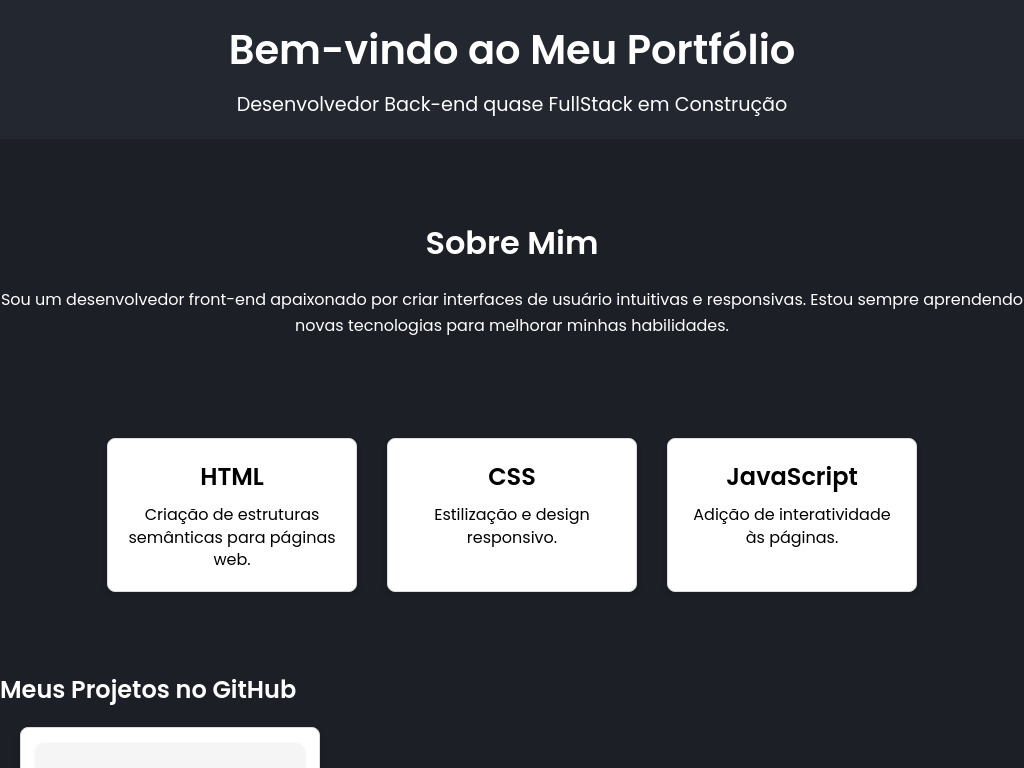 Bem-vindo ao Meu Portfólio
Desenvolvedor Back-end quase FullStack em Construção
Sobre Mim
Sou um desenvolvedor front-end apaixonado por criar interfaces de usuário intuitivas e responsivas. Estou sempre aprendendo
novas tecnologias para melhorar minhas habilidades.
HTML
Criação de estruturas
semânticas para páginas
web.
CSS
Estilização e design
responsivo.
JavaScript
Adição de interatividade
às páginas.
Meus Projetos no GitHub